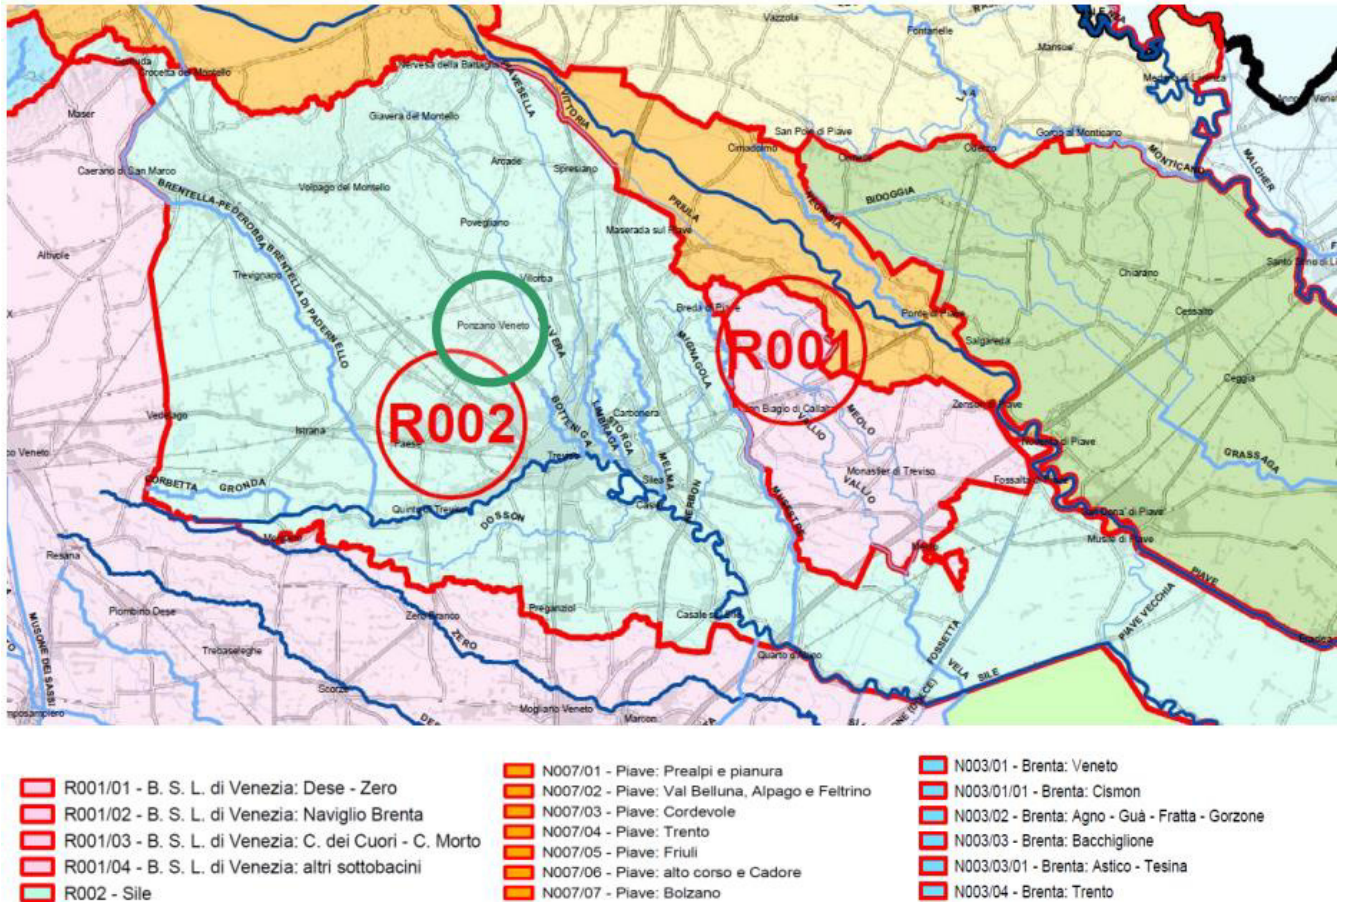 Vazzola
Fontanelle
Mansue'
Cornuda
Crocetta del Montello
Nervesa della Battaglia
PIAVESELLA
VITTORIA
Maser
Giavera del Montello
San Polo di Piave
Cimadolmo
Ormelle
Oderzo
Gorgo al Monticano
MONTICANO
MALGHER
Arcade
Spresiano
Caerano di San Marco
BRENTELLA-PEDEROBBA
BRENTELLA DI PADERNELLO
Volpago del Montello
NEGRISIA
BIDOGGIA
Povegliano
PRIULA
Maserada sul Piave
Altivole
Trevignano
Villorba
Chiarano
Cessalto
Ponzano Veneto
Breda di Piave
Ponte di Piave
Salgareda
R001
MIGNAGOLA
Ceggia
BOTTENIGA
LIMBRAGA
STORGA
Carbonera
San Biagio di Callalta
VALLIO
MEOLO
Zenson di Piave
Vedelago
R002
Istrana
Paese
Treviso
MELMA
Silea
NERBON
Monastier di Treviso
VALLIO
Noventa di Piave
GRASSAGA
Fossalta di Piave
CORBETTA
GRONDA
Quinto di Treviso
DOSSON
MUSESTRE
San Dona' di Piave
Musile di Piave
Morgano
Meolo
Resana
PIAVE
Piombino Dese
Zero Branco
ZERO
Preganziol
Casale sul Sile
PIAVE VECCHIA
FOSSETTA
Trebaseleghe
Quarto d'Altino
VELA
SILE
MUSONE DEI SASSI
Scorze'
Mogliano Veneto
Marcon
R001/01 - B. S. L. di Venezia: Dese - Zero
R001/02 - B. S. L. di Venezia: Naviglio Brenta
R001/03 - B. S. L. di Venezia: C. dei Cuori - C. Morto
R001/04 - B. S. L. di Venezia: altri sottobacini
R002 - Sile
N007/01 - Piave: Prealpi e pianura
N007/02 - Piave: Val Belluna, Alpago e Feltrino
N007/03 - Piave: Cordevole
N007/04 - Piave: Trento
N007/05 - Piave: Friuli
N007/06 - Piave: alto corso e Cadore
N007/07 - Piave: Bolzano
N003/01 - Brenta: Veneto
N003/01/01 - Brenta: Cismon
N003/02 - Brenta: Agno - Guà - Fratta - Gorzone
N003/03 - Brenta: Bacchiglione
N003/03/01 - Brenta: Astico - Tesina
N003/04 - Brenta: Trento